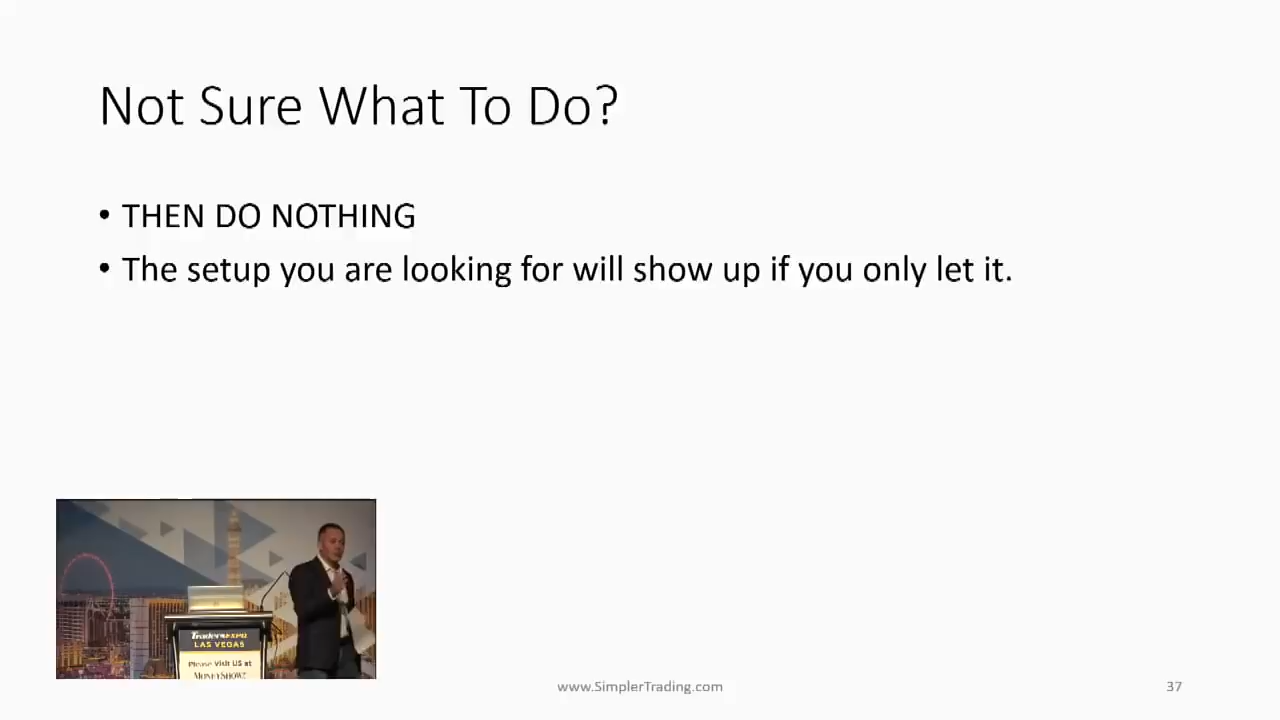 Not Sure What To Do?
• THEN DO NOTHING
• The setup you are looking for will show up if you only let it.
TradersEXPO
LAS VEGAS
Please Visit US at
MONEYSHOW
www.SimplerTrading.com
37